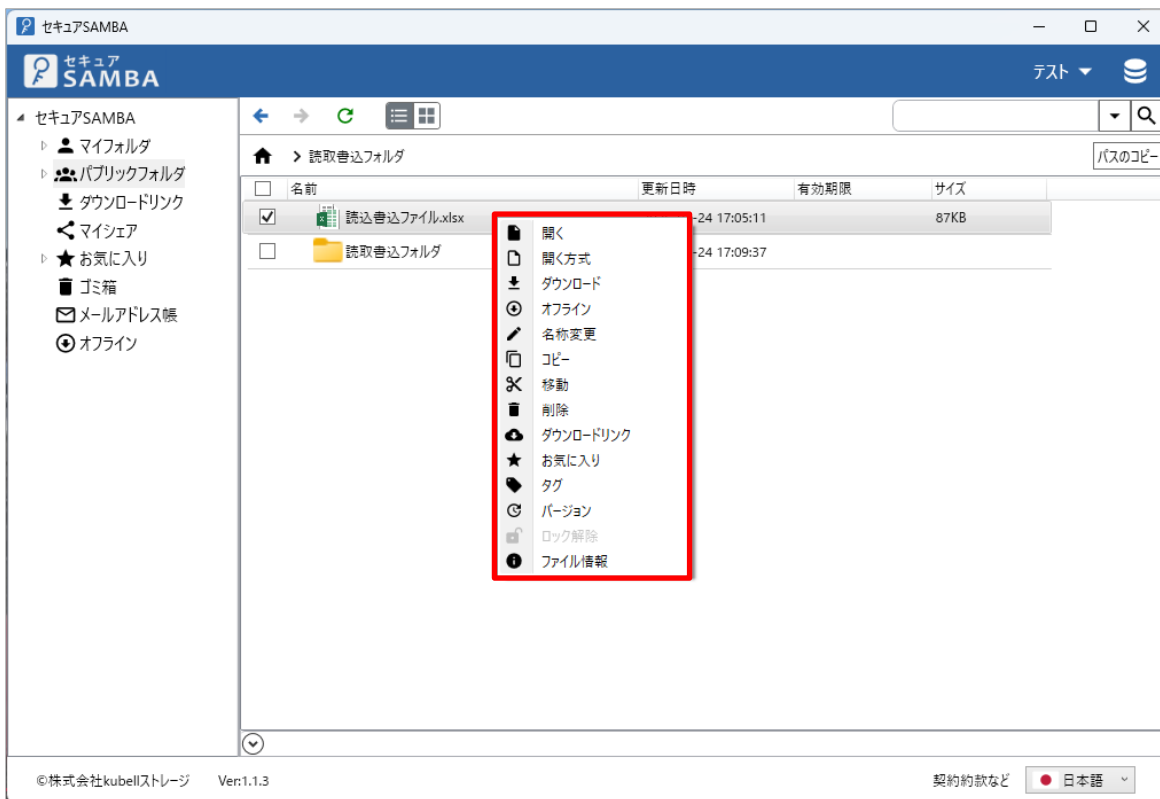 セキュアSAMBA
セキュア
SAMBA
テスト
セキュアSAMBA
マイフォルダ
パブリックフォルダ
ダウンロードリンク
マイシェア
お気に入り
ゴミ箱
メールアドレス帳
オフライン
読取書込フォルダ
パスのコピー
名前 更新日時 有効期限 サイズ
読込書込ファイル.xlsx -24 17:05:11 87KB
読取書込フォルダ -24 17:09:37
開く
開く方式
ダウンロード
オフライン
名称変更
コピー
移動
削除
ダウンロードリンク
お気に入り
タグ
バージョン
ロック解除
ファイル情報
©株式会社kubellストレージ Ver:1.1.3 契約約款など 日本語